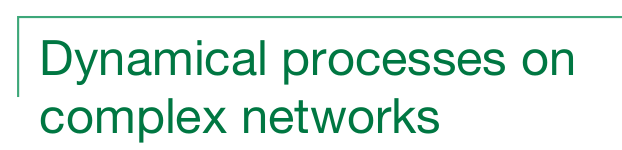 Dynamical processes on
complex networks